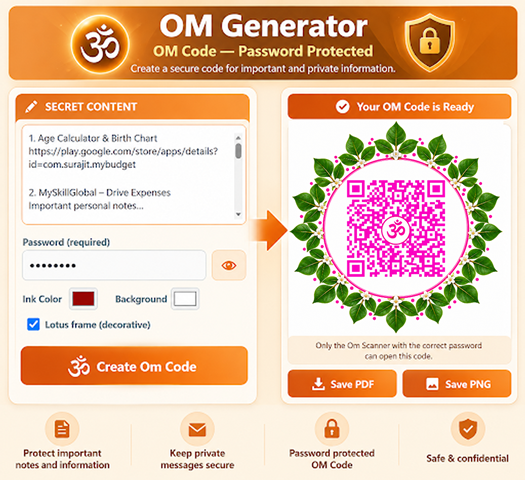 ॐ
OM Generator
OM Code — Password Protected
Create a secure code for important and private information.
SECRET CONTENT
1. Age Calculator & Birth Chart
https://play.google.com/store/apps/details?
id=com.surajit.mybudget
2. MySkillGlobal – Drive Expenses
Important personal notes...
Password (required)
••••••••
Ink Color
Background
Lotus frame (decorative)
ॐ Create Om Code
Your OM Code is Ready
ॐ
Only the Om Scanner with the correct password
can open this code.
Save PDF
Save PNG
Protect important
notes and information
Keep private
messages secure
Password protected
OM Code
Safe & confidential